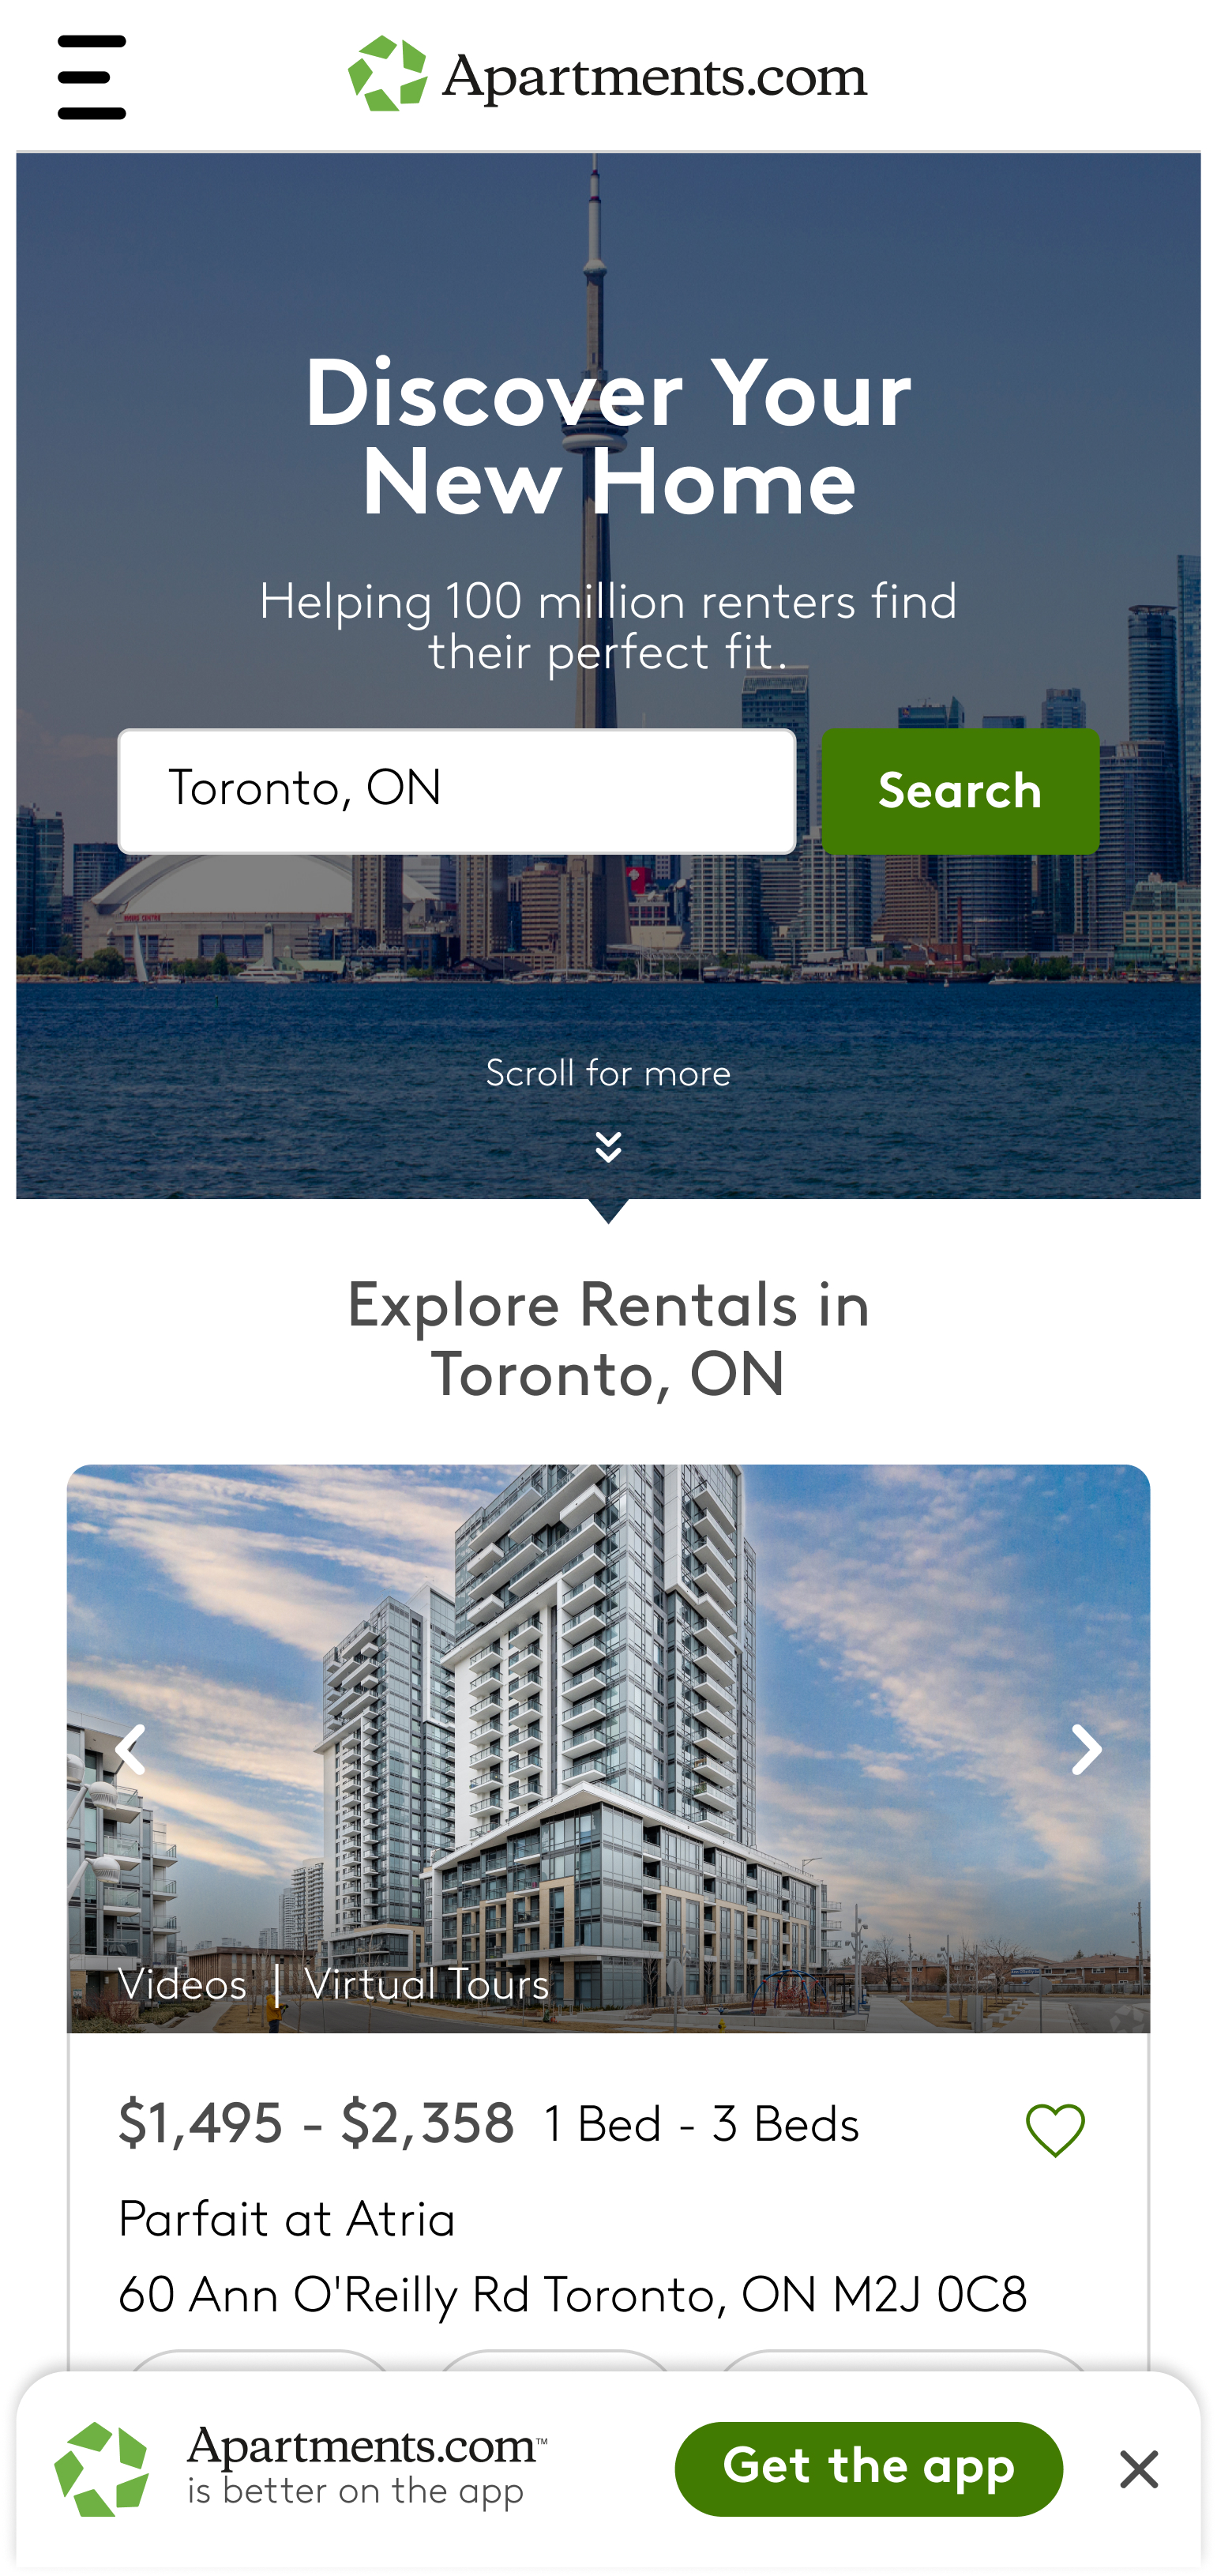 Apartments.com
Discover Your
New Home
Helping 100 million renters find
their perfect fit.
Toronto, ON
Search
ROGERS CENTRE
Scroll for more
Explore Rentals in
Toronto, ON
Videos | Virtual Tours
$1,495 - $2,358 1 Bed - 3 Beds
Parfait at Atria
60 Ann O'Reilly Rd Toronto, ON M2J 0C8
Apartments.com™
is better on the app
Get the app